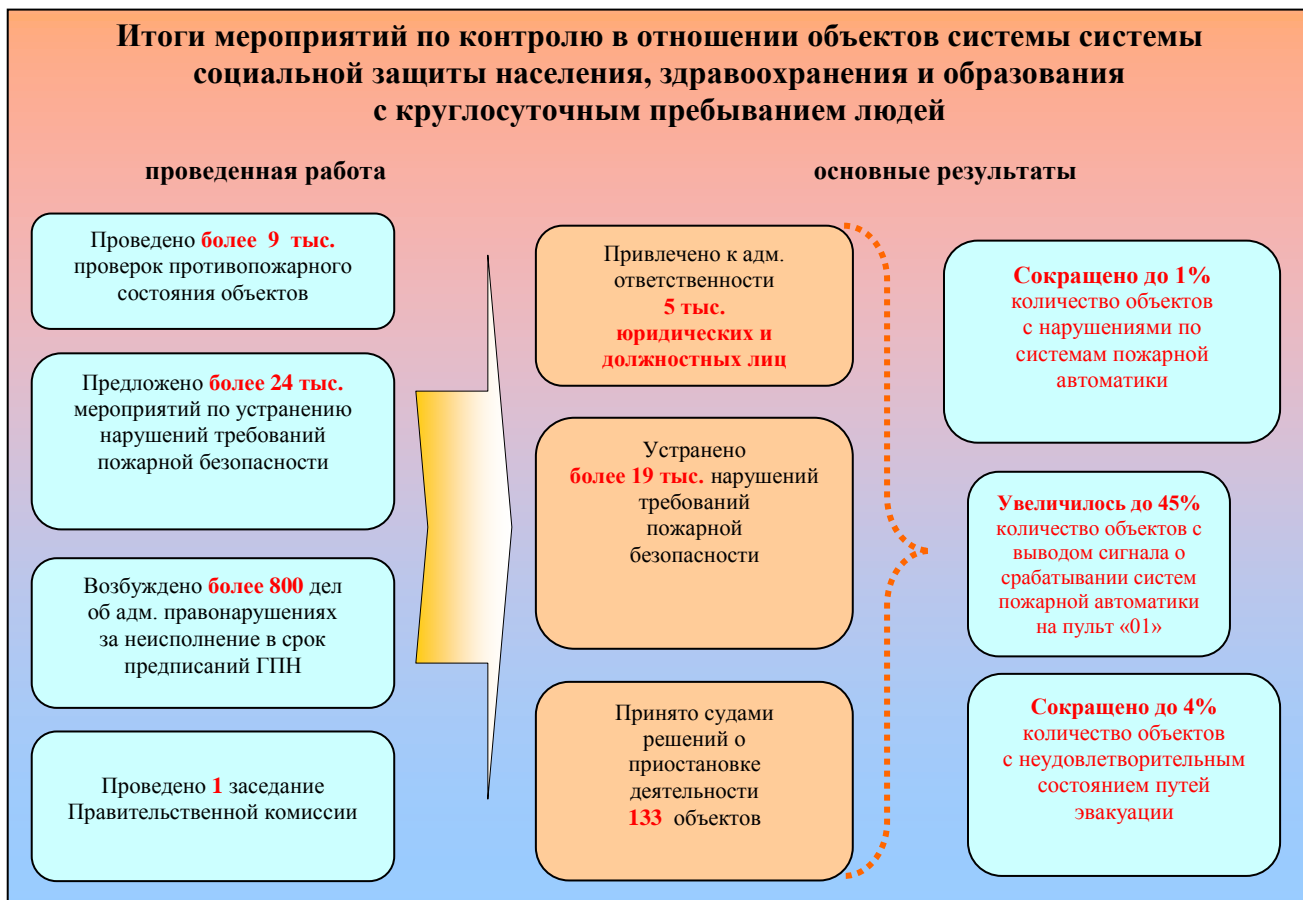 Итоги мероприятий по контролю в отношении объектов системы системы
социальной защиты населения, здравоохранения и образования
с круглосуточным пребыванием людей
проведенная работа
основные результаты
Проведено более 9 тыс.
проверок противопожарного
состояния объектов
Предложено более 24 тыс.
мероприятий по устранению
нарушений требований
пожарной безопасности
Возбуждено более 800 дел
об адм. правонарушениях
за неисполнение в срок
предписаний ГПН
Проведено 1 заседание
Правительственной комиссии
Привлечено к адм.
ответственности
5 тыс.
юридических и
должностных лиц
Устранено
более 19 тыс. нарушений
требований
пожарной
безопасности
Принято судами
решений о
приостановке
деятельности
133 объектов
Сокращено до 1%
количество объектов
с нарушениями по
системам пожарной
автоматики
Увеличилось до 45%
количество объектов с
выводом сигнала о
срабатывании систем
пожарной автоматики
на пульт «01»
Сокращено до 4%
количество объектов
с неудовлетворительным
состоянием путей
эвакуации